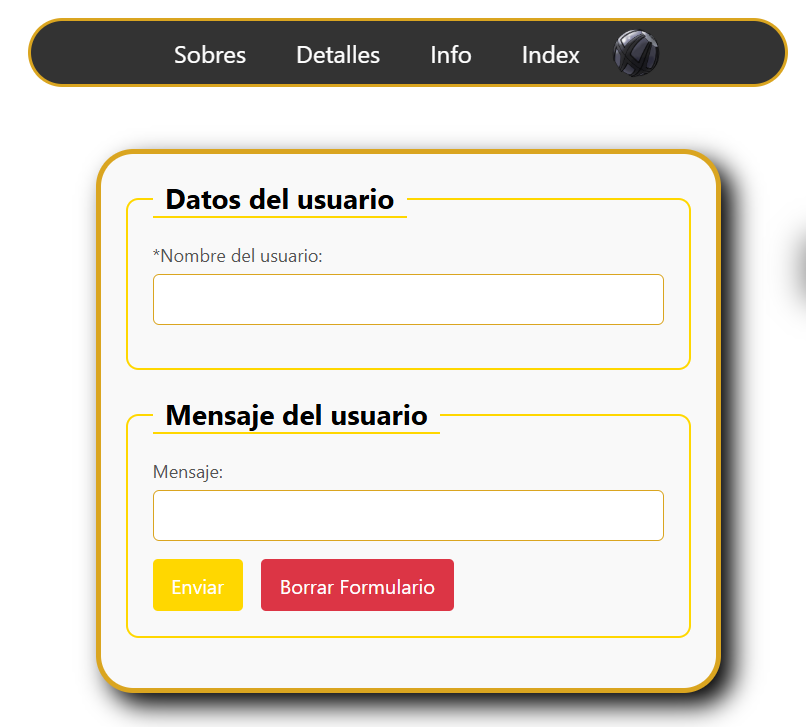 Sobres Detalles Info Index
Datos del usuario
*Nombre del usuario:
Mensaje del usuario
Mensaje:
Enviar Borrar Formulario